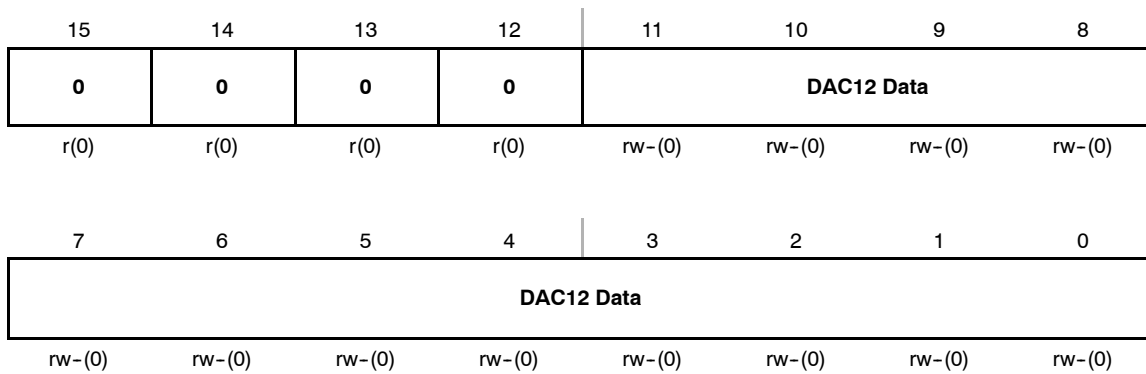 15 14 13 12 11 10 9 8
0 0 0 0 DAC12 Data
r(0) r(0) r(0) r(0) rw-(0) rw-(0) rw-(0) rw-(0)
7 6 5 4 3 2 1 0
DAC12 Data
rw-(0) rw-(0) rw-(0) rw-(0) rw-(0) rw-(0) rw-(0) rw-(0)